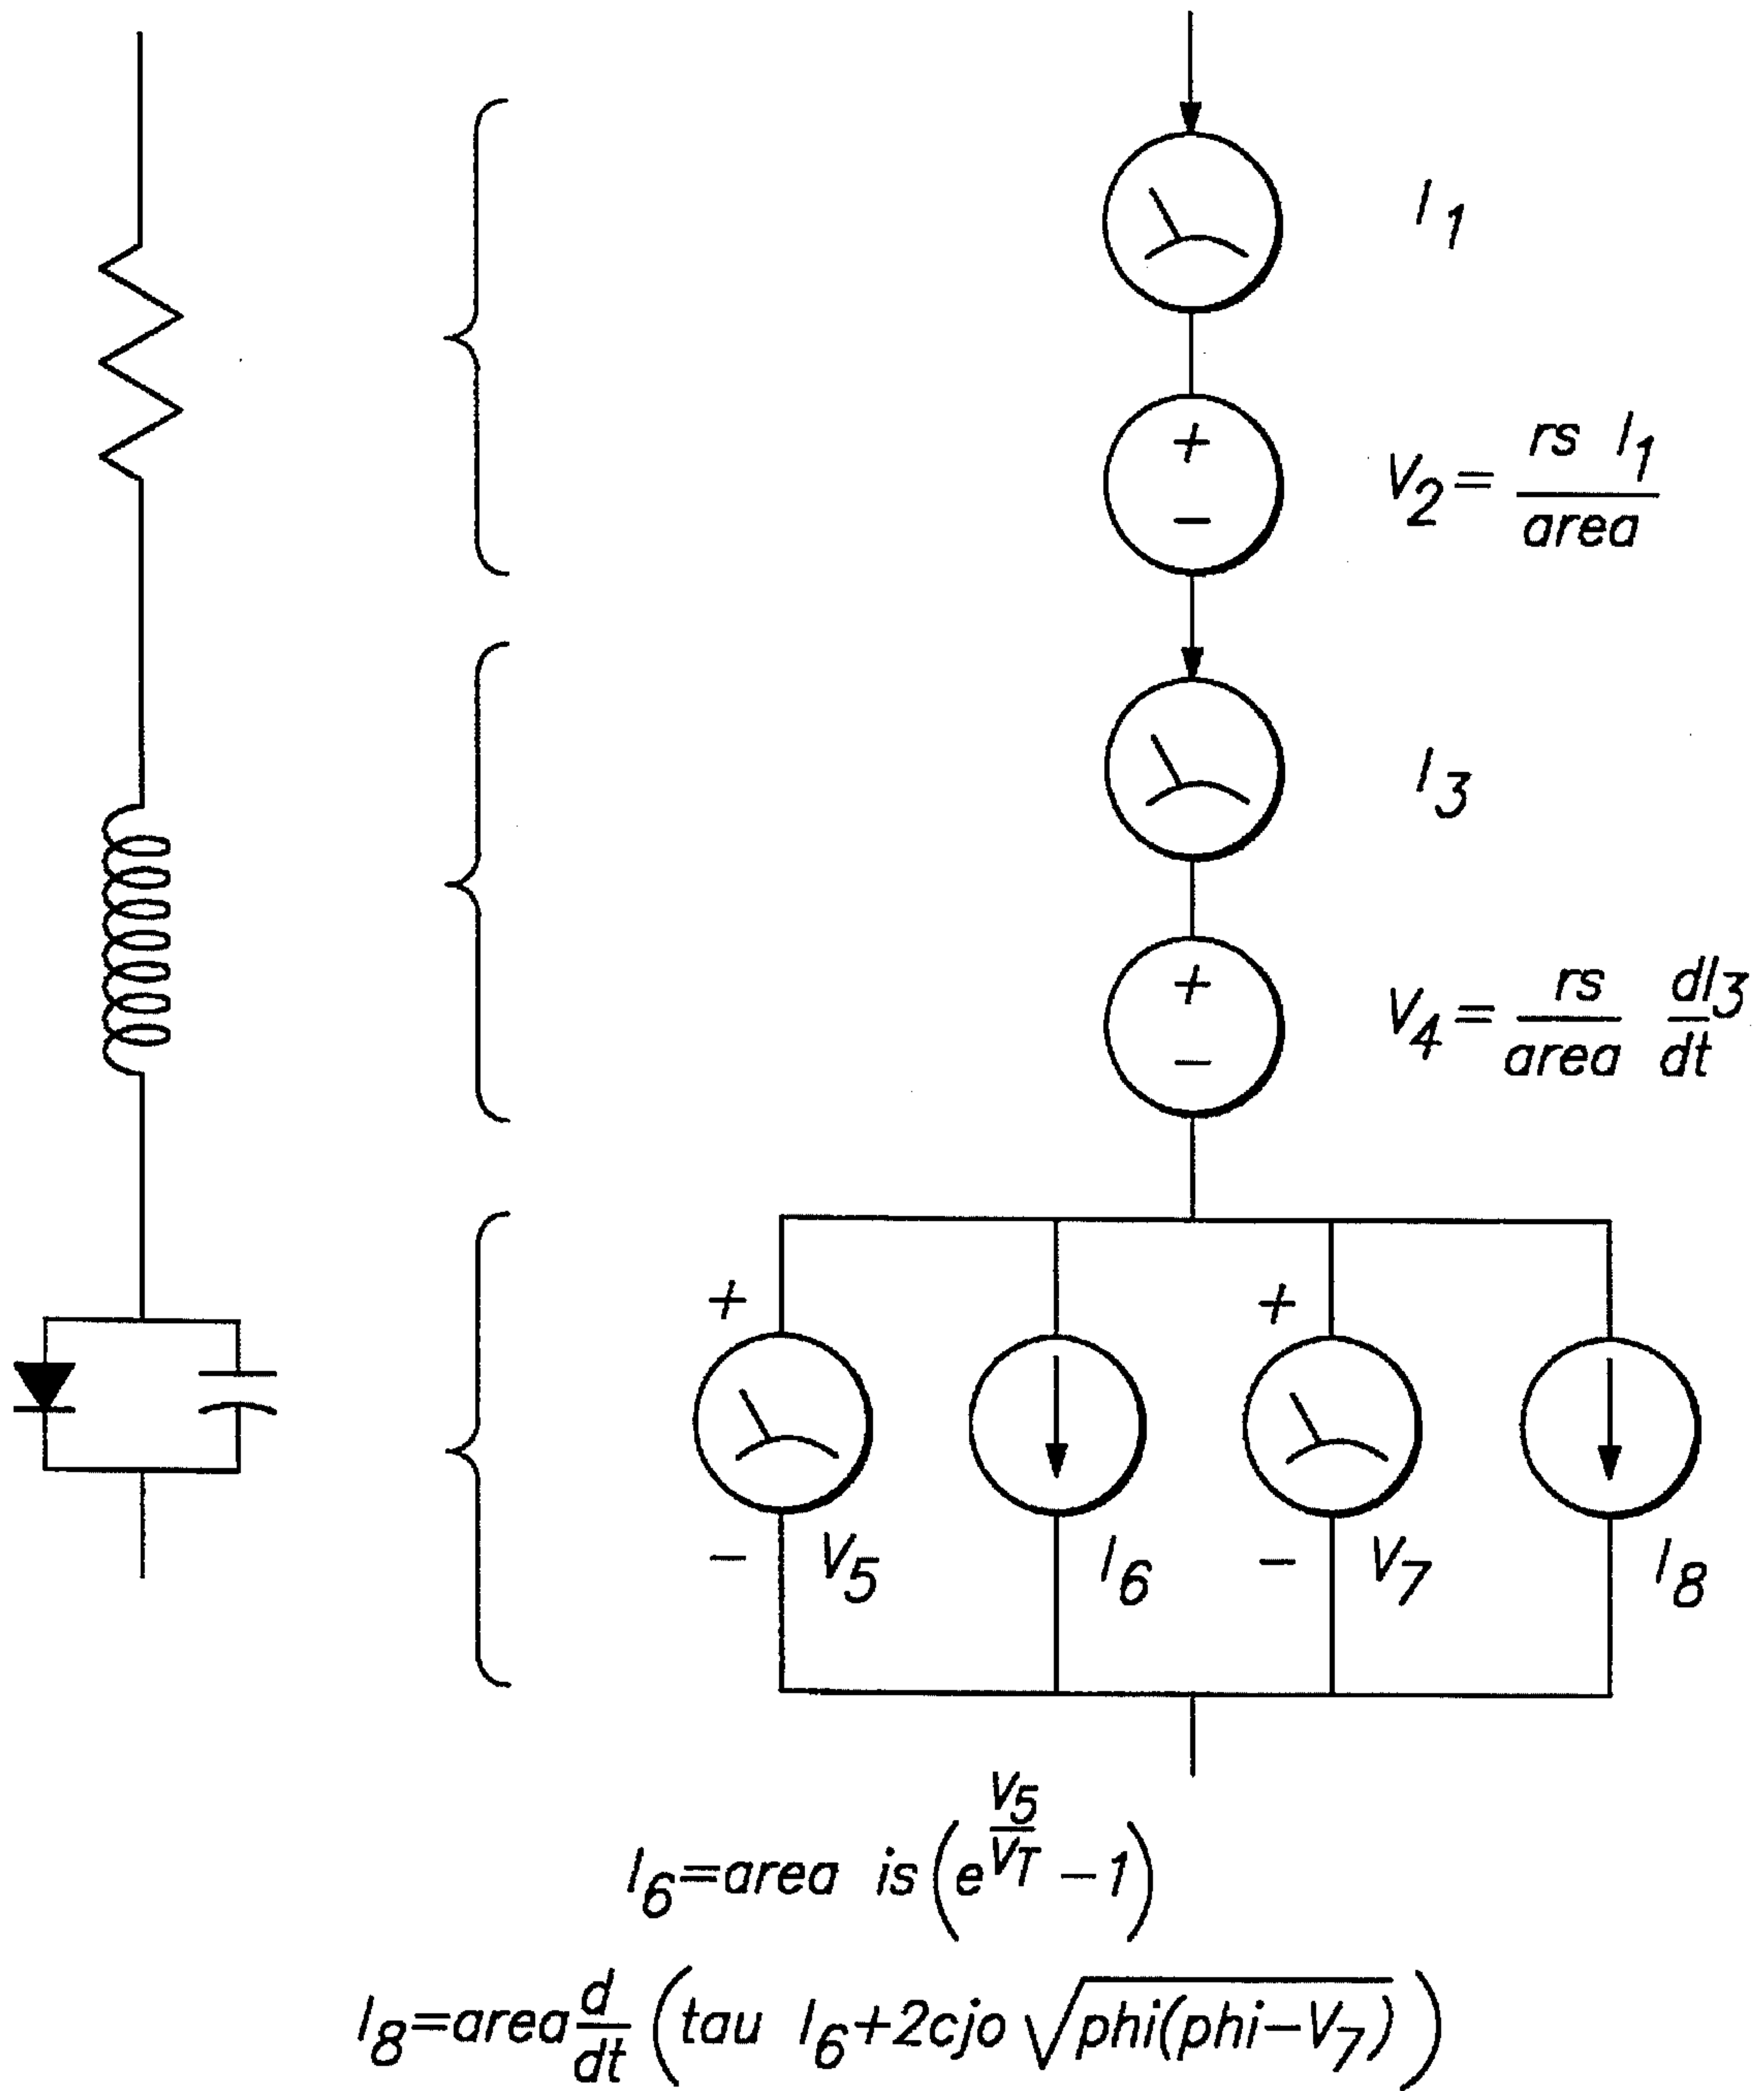 I1
+
−
V2 = rs I1 / area
I3
+
−
V4 = rs / area dI3 / dt
+ +
− V5 I6 − V7 I8
I6=area is(e^(V5/VT) −1)
I8=area d/dt (tau I6+2cjo √phi(phi−V7))